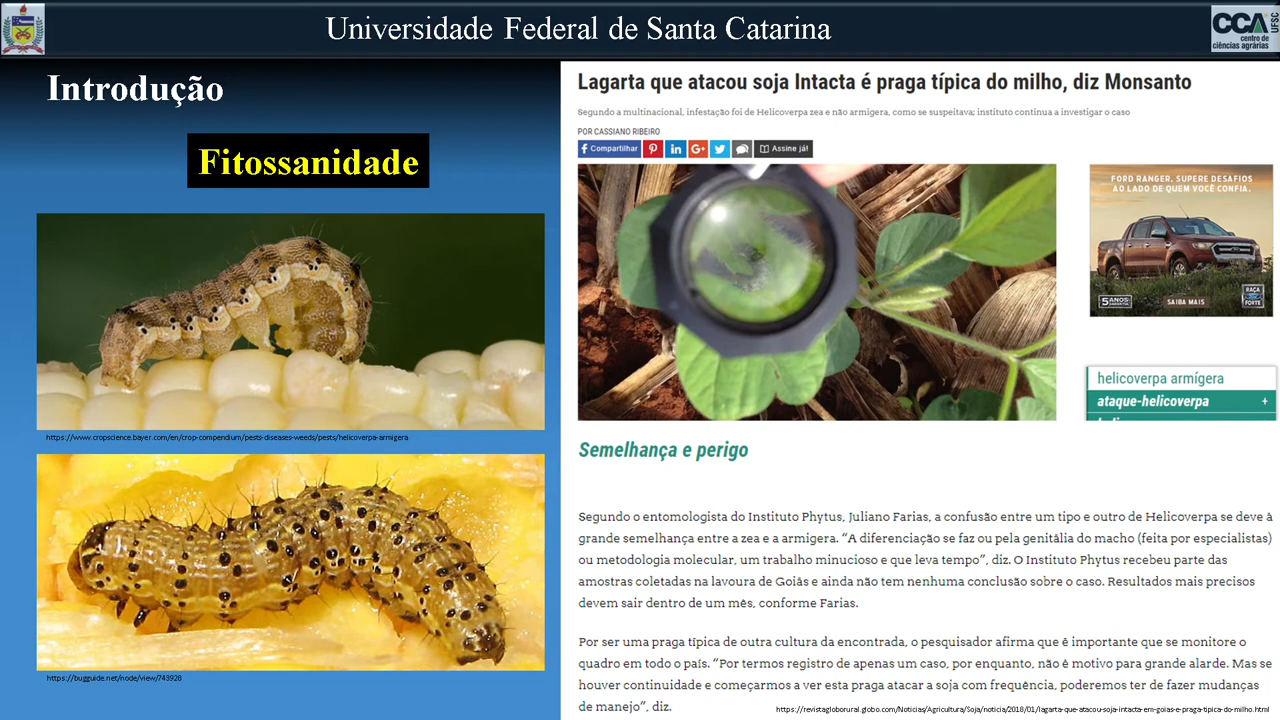 Universidade Federal de Santa Catarina
CCA UFSC
centro de
ciências agrárias
Introdução
Fitossanidade
https://www.cropscience.bayer.com/en/crop-compendium/pests-diseases-weeds/pests/helicoverpa-armigera
https://bugguide.net/node/view/743928
Lagarta que atacou soja Intacta é praga típica do milho, diz Monsanto
Segundo a multinacional, infestação foi de Helicoverpa zea e não armigera, como se suspeitava; instituto continua a investigar o caso
POR CASSIANO RIBEIRO
Compartilhar
Assine já!
FORD RANGER. SUPERE DESAFIOS
AO LADO DE QUEM VOCÊ CONFIA.
5 ANOS GARANTIA
SAIBA MAIS
RAÇA FORTE
helicoverpa armígera
ataque-helicoverpa +
Semelhança e perigo
Segundo o entomologista do Instituto Phytus, Juliano Farias, a confusão entre um tipo e outro de Helicoverpa se deve à
grande semelhança entre a zea e a armigera. “A diferenciação se faz ou pela genitália do macho (feita por especialistas)
ou metodologia molecular, um trabalho minucioso e que leva tempo”, diz. O Instituto Phytus recebeu parte das
amostras coletadas na lavoura de Goiás e ainda não tem nenhuma conclusão sobre o caso. Resultados mais precisos
devem sair dentro de um mês, conforme Farias.
Por ser uma praga típica de outra cultura da encontrada, o pesquisador afirma que é importante que se monitore o
quadro em todo o país. “Por termos registro de apenas um caso, por enquanto, não é motivo para grande alarde. Mas se
houver continuidade e começarmos a ver esta praga atacar a soja com frequência, poderemos ter de fazer mudanças
de manejo”, diz.
https://revistagloborural.globo.com/Noticias/Agricultura/Soja/noticia/2018/01/lagarta-que-atacou-soja-intacta-em-goias-e-praga-tipica-do-milho.html